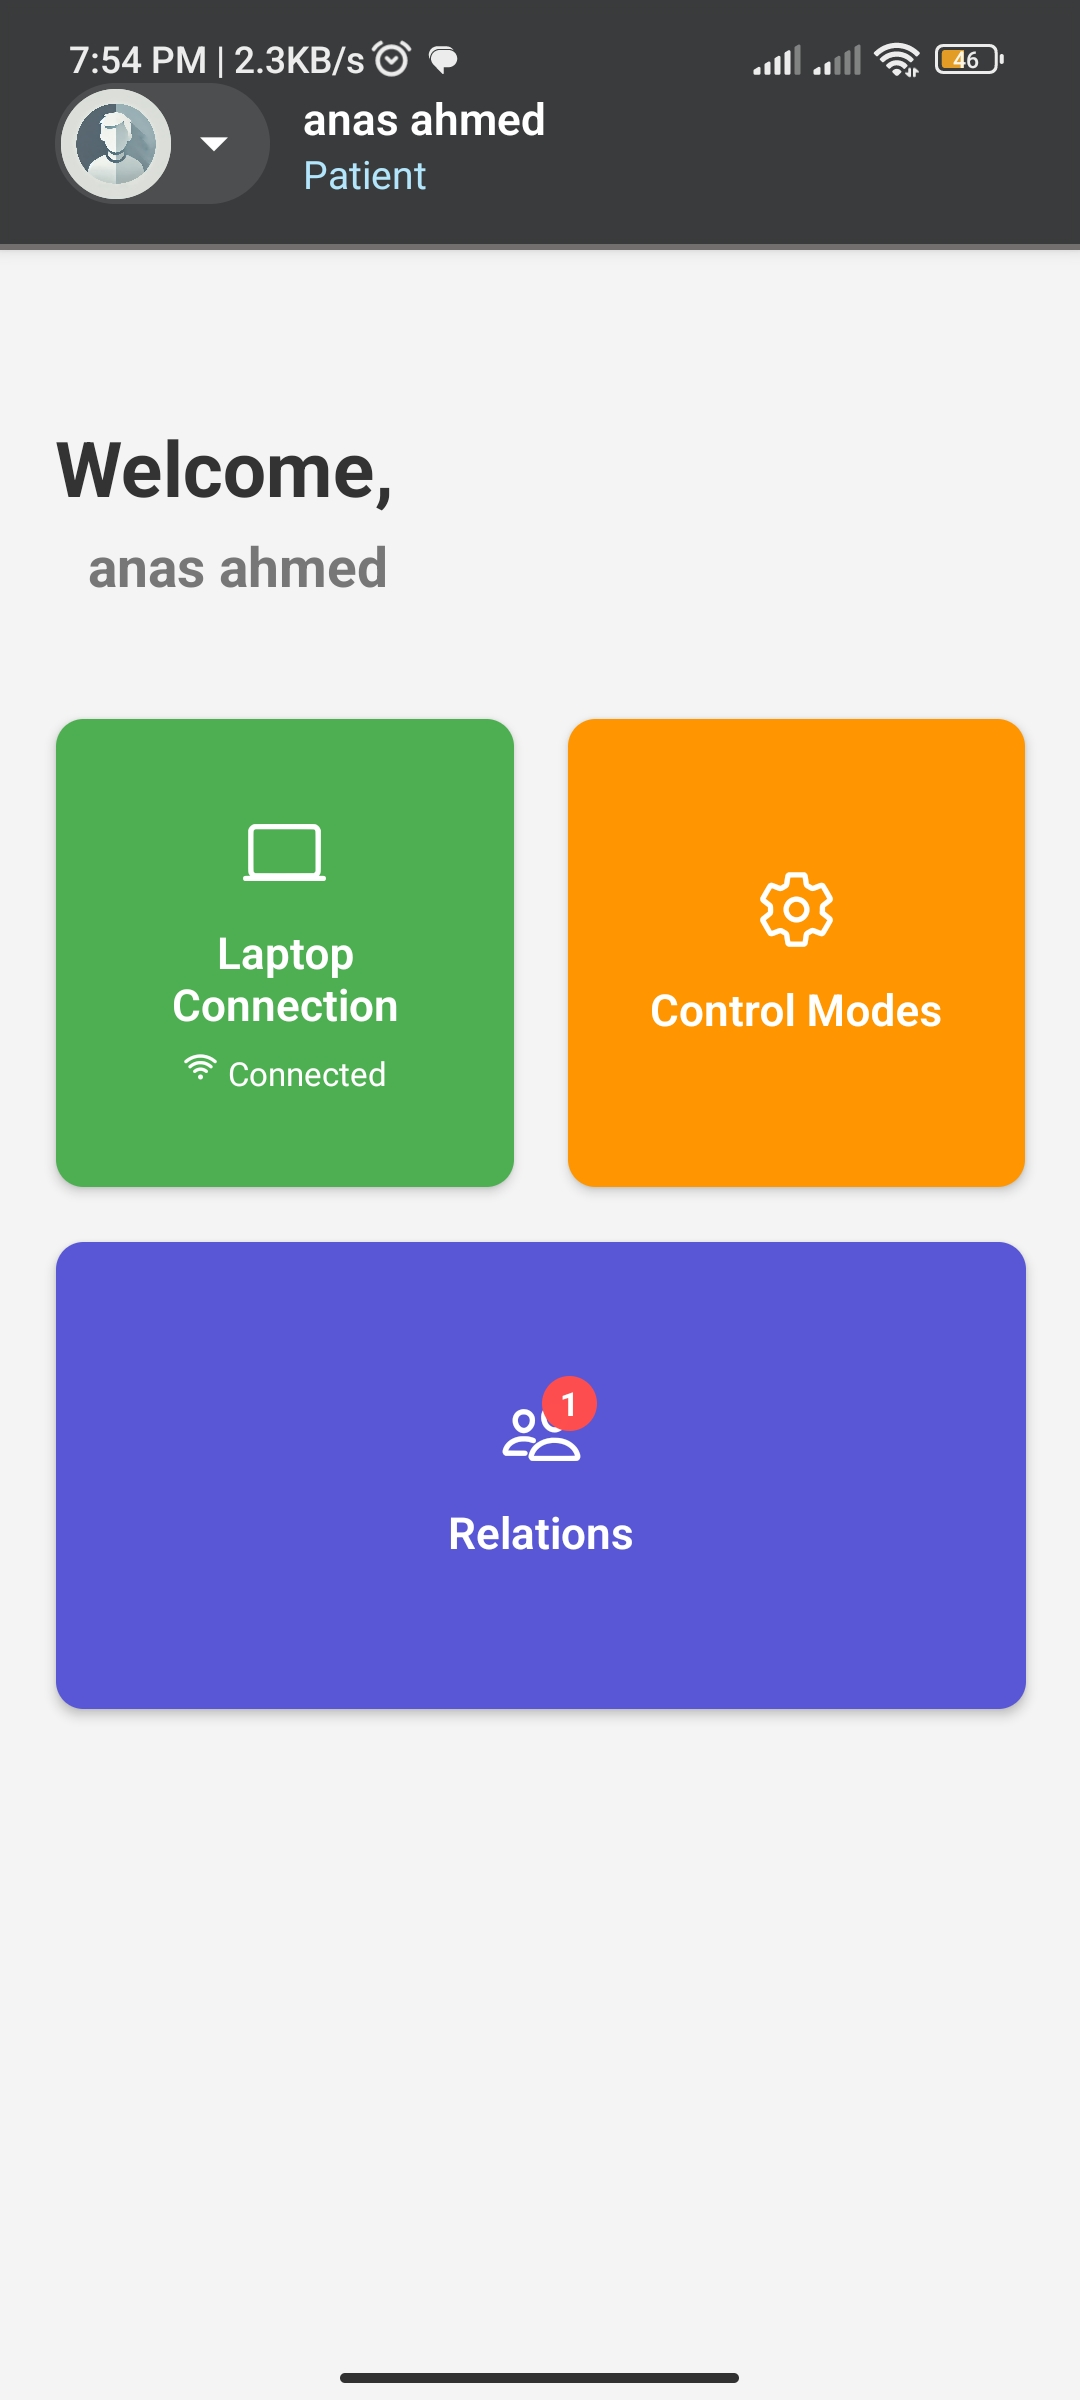 7:54 PM | 2.3KB/s
46
anas ahmed
Patient
Welcome,
anas ahmed
Laptop
Connection
Connected
Control Modes
1
Relations